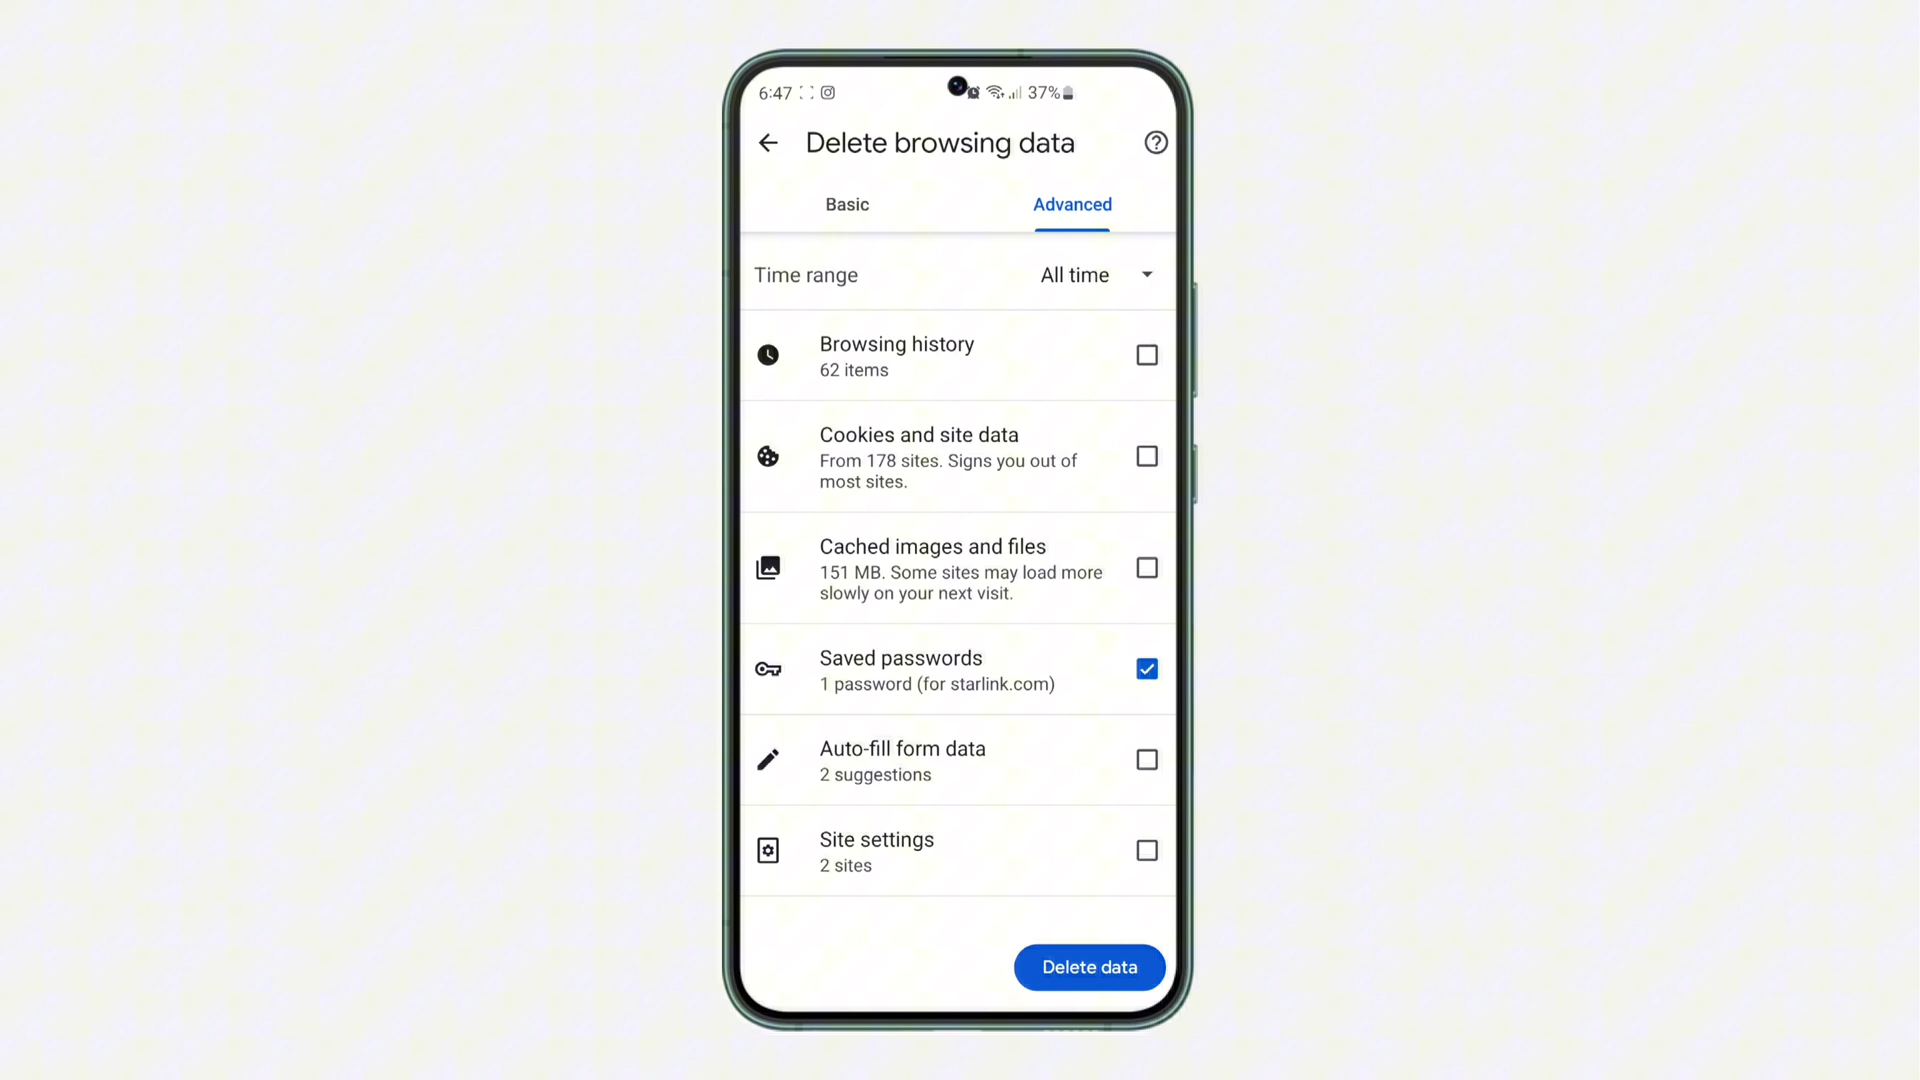 6:47
37%
Delete browsing data
Basic
Advanced
Time range
All time
Browsing history
62 items
Cookies and site data
From 178 sites. Signs you out of
most sites.
Cached images and files
151 MB. Some sites may load more
slowly on your next visit.
Saved passwords
1 password (for starlink.com)
Auto-fill form data
2 suggestions
Site settings
2 sites
Delete data